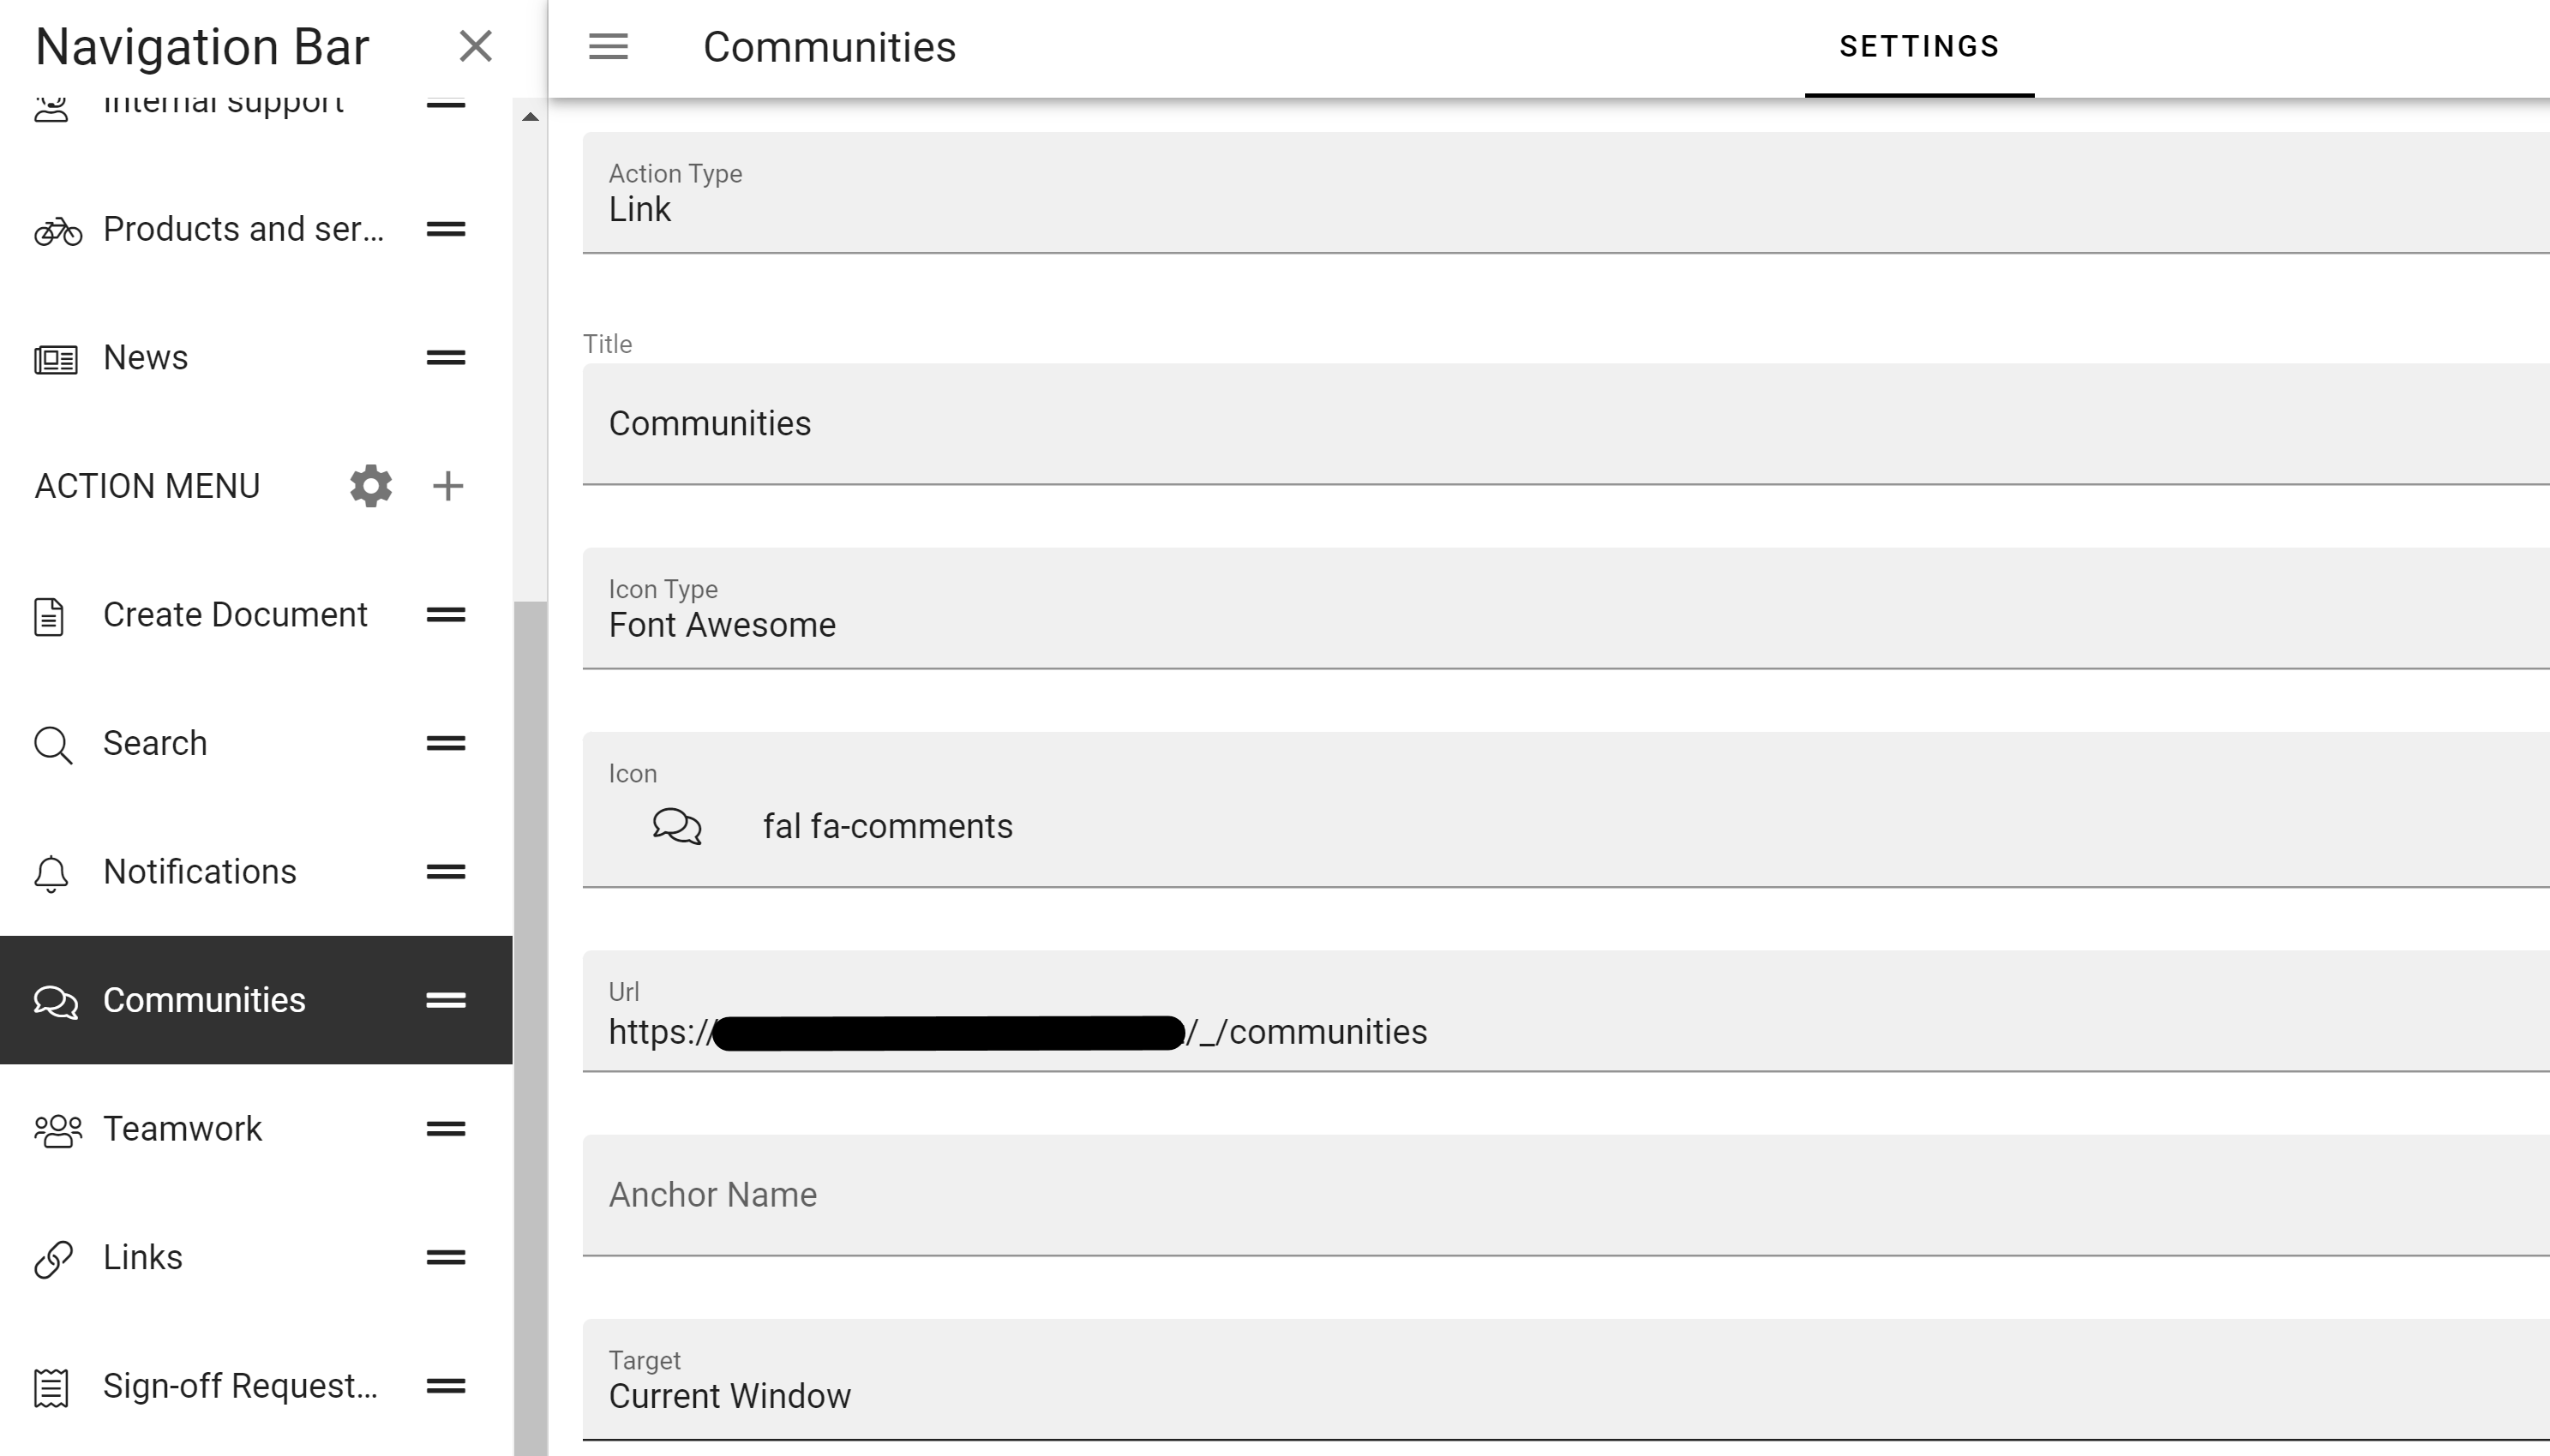 Navigation Bar
Internal support
Products and ser...
News
ACTION MENU
Create Document
Search
Notifications
Communities
Teamwork
Links
Sign-off Request...
Communities
SETTINGS
Action Type
Link
Title
Communities
Icon Type
Font Awesome
Icon
fal fa-comments
Url
https:// /_/communities
Anchor Name
Target
Current Window